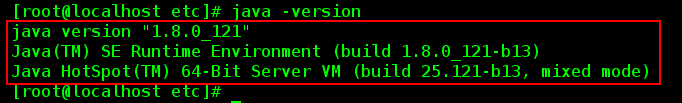 [root@localhost etc]# java -version
java version "1.8.0_121"
Java(TM) SE Runtime Environment (build 1.8.0_121-b13)
Java HotSpot(TM) 64-Bit Server VM (build 25.121-b13, mixed mode)
[root@localhost etc]#